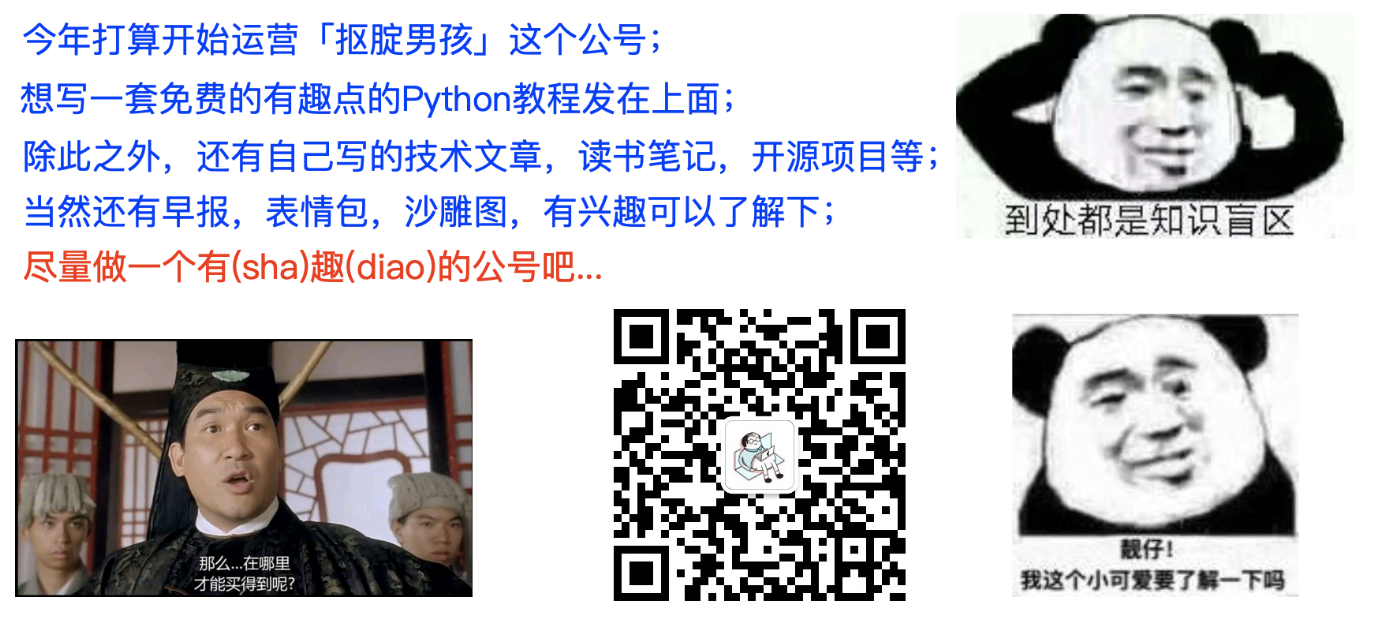 今年打算开始运营「抠腚男孩」这个公号；
想写一套免费的有趣点的Python教程发在上面；
除此之外，还有自己写的技术文章，读书笔记，开源项目等；
当然还有早报，表情包，沙雕图，有兴趣可以了解下；
尽量做一个有(sha)趣(diao)的公号吧...
到处都是知识盲区
那么...在哪里
才能买得到呢?
靓仔！
我这个小可爱要了解一下吗